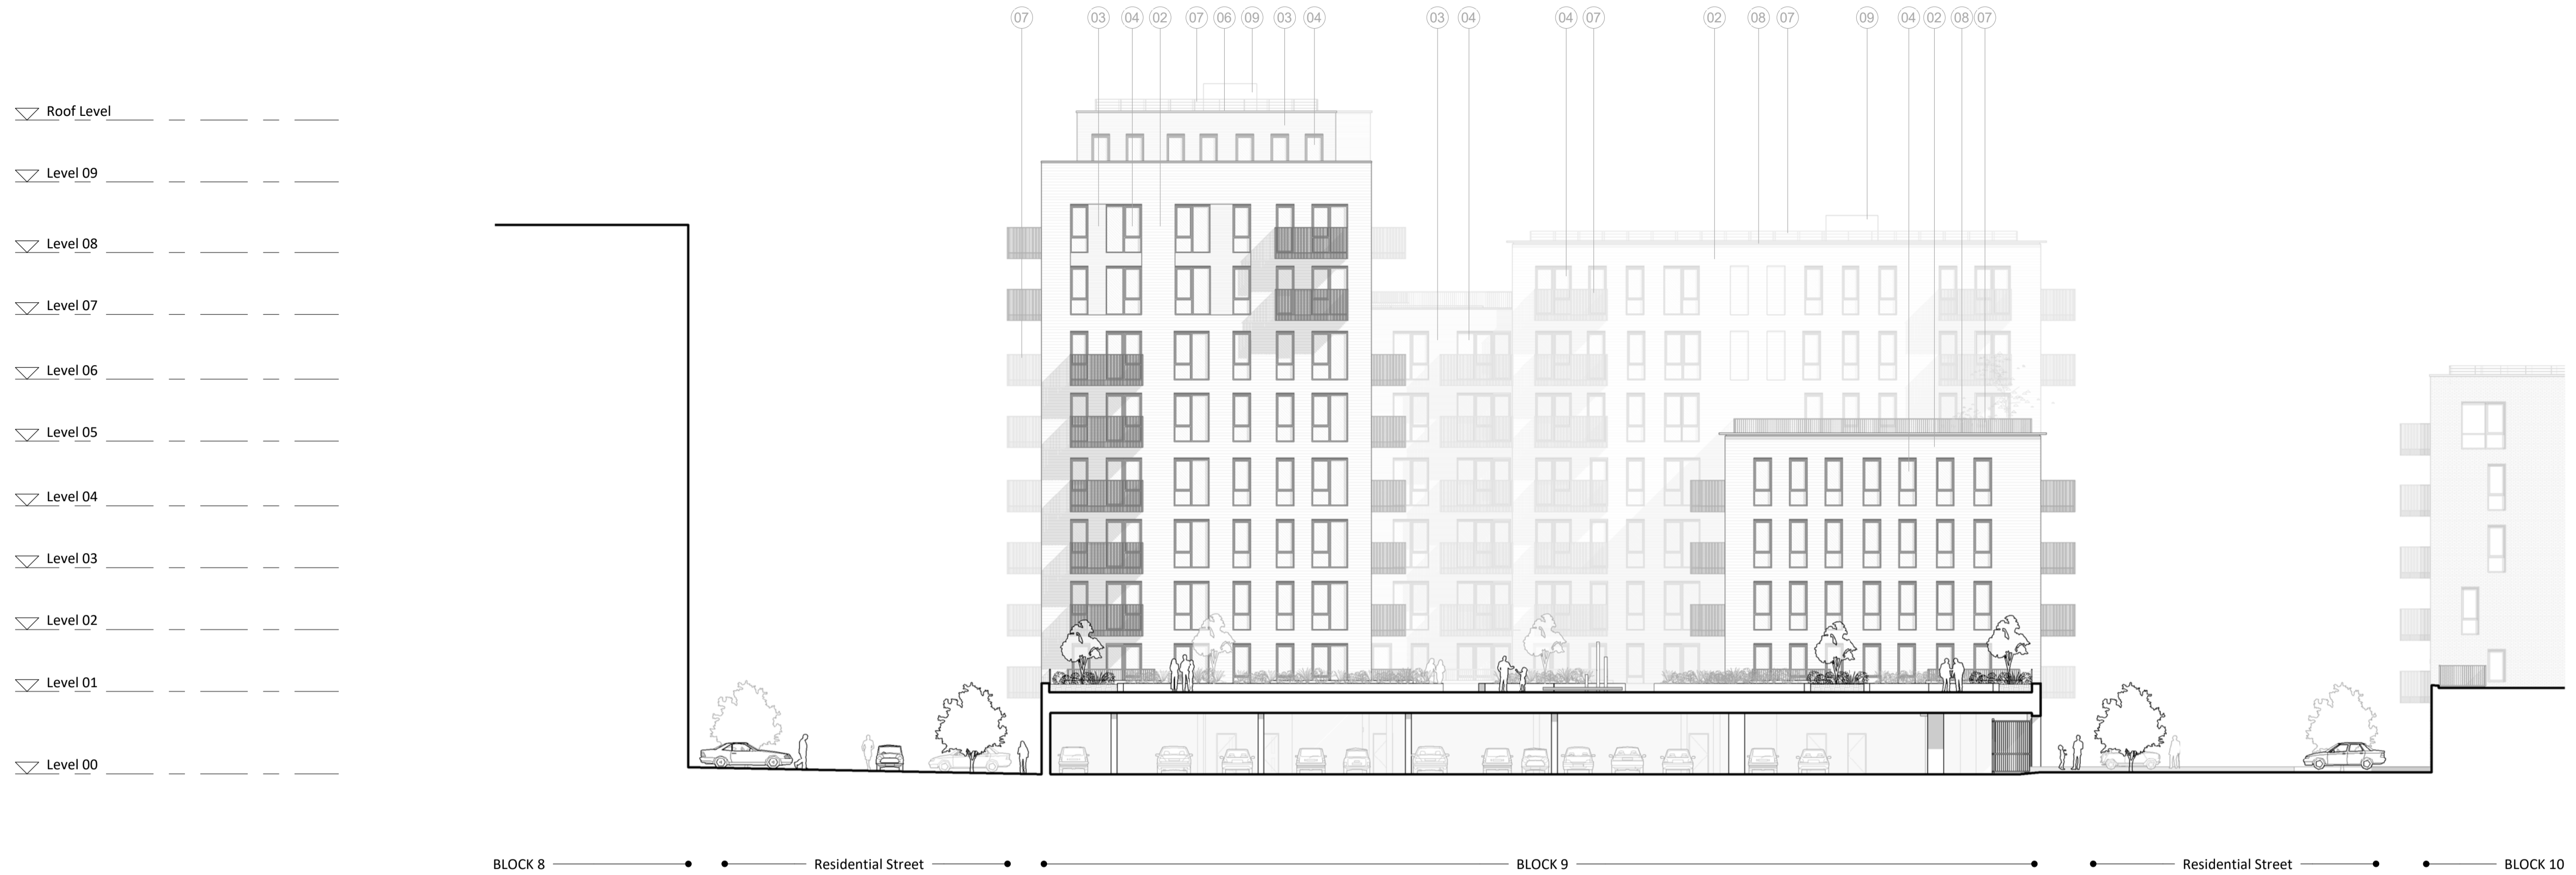 07 03 04 02 07 06 09 03 04 03 04 04 07 02 08 07 09 04 02 08 07
Roof Level
Level 09
Level 08
Level 07
Level 06
Level 05
Level 04
Level 03
Level 02
Level 01
Level 00
BLOCK 8 Residential Street BLOCK 9 Residential Street BLOCK 10